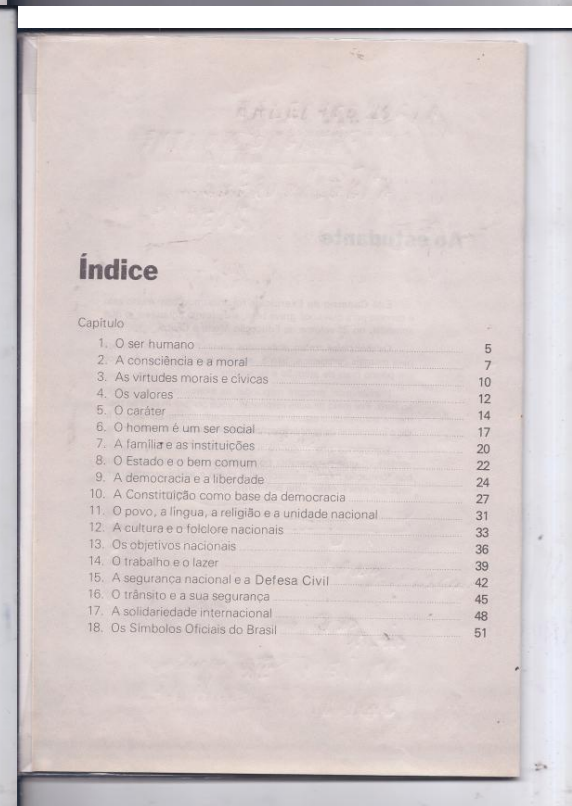 Índice
Capítulo
1. O ser humano 5
2. A consciência e a moral 7
3. As virtudes morais e cívicas 10
4. Os valores 12
5. O caráter 14
6. O homem é um ser social 17
7. A família e as instituições 20
8. O Estado e o bem comum 22
9. A democracia e a liberdade 24
10. A Constituição como base da democracia 27
11. O povo, a língua, a religião e a unidade nacional 31
12. A cultura e o folclore nacionais 33
13. Os objetivos nacionais 36
14. O trabalho e o lazer 39
15. A segurança nacional e a Defesa Civil 42
16. O trânsito e a sua segurança 45
17. A solidariedade internacional 48
18. Os Símbolos Oficiais do Brasil 51